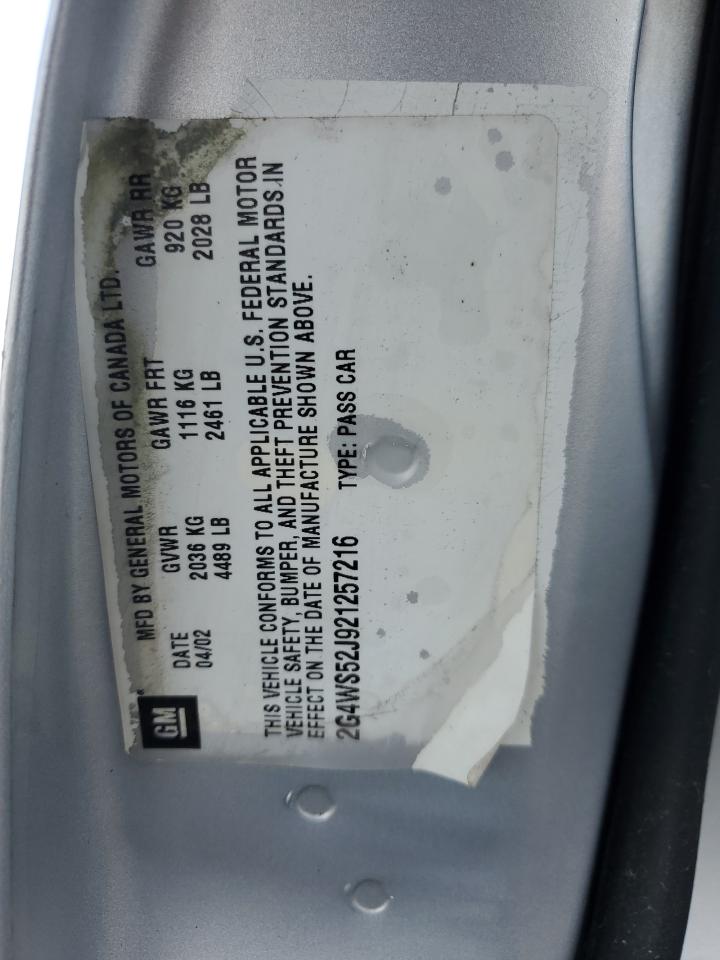 GM
MFD BY GENERAL MOTORS OF CANADA LTD.
DATE GVWR GAWR FRT GAWR RR
04/02 2036 KG 1116 KG 920 KG
4489 LB 2461 LB 2028 LB
THIS VEHICLE CONFORMS TO ALL APPLICABLE U.S. FEDERAL MOTOR
VEHICLE SAFETY, BUMPER, AND THEFT PREVENTION STANDARDS IN
EFFECT ON THE DATE OF MANUFACTURE SHOWN ABOVE.
2G4WS52J921257216 TYPE: PASS CAR